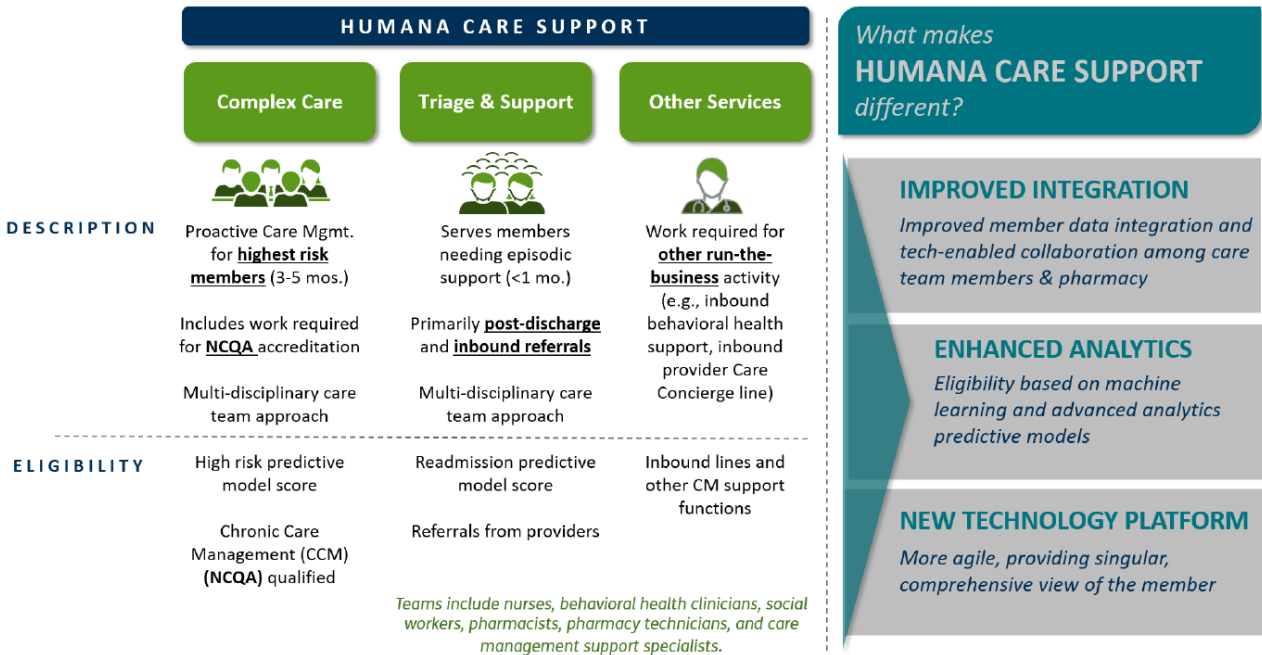 HUMANA CARE SUPPORT
Complex Care
Triage & Support
Other Services
DESCRIPTION
Proactive Care Mgmt.
for highest risk
members (3-5 mos.)
Includes work required
for NCQA accreditation
Multi-disciplinary care
team approach
Serves members
needing episodic
support (<1 mo.)
Primarily post-discharge
and inbound referrals
Multi-disciplinary care
team approach
Work required for
other run-the-
business activity
(e.g., inbound
behavioral health
support, inbound
provider Care
Concierge line)
ELIGIBILITY
High risk predictive
model score
Chronic Care
Management (CCM)
(NCQA) qualified
Readmission predictive
model score
Referrals from providers
Inbound lines and
other CM support
functions
Teams include nurses, behavioral health clinicians, social
workers, pharmacists, pharmacy technicians, and care
management support specialists.
What makes
HUMANA CARE SUPPORT
different?
IMPROVED INTEGRATION
Improved member data integration and
tech-enabled collaboration among care
team members & pharmacy
ENHANCED ANALYTICS
Eligibility based on machine
learning and advanced analytics
predictive models
NEW TECHNOLOGY PLATFORM
More agile, providing singular,
comprehensive view of the member